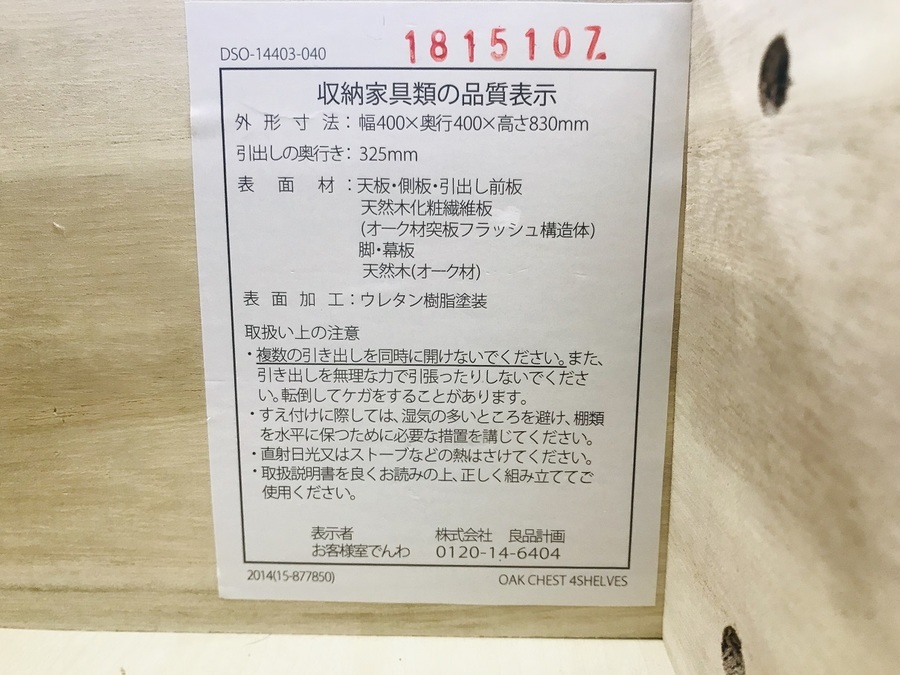 DSO-14403-040
1815107
収納家具類の品質表示
外形寸法：幅400×奥行400×高さ830mm
引出しの奥行き：325mm
表面材：天板・側板・引出し前板
天然木化粧繊維板
(オーク材突板フラッシュ構造体)
脚・幕板
天然木(オーク材)
表面加工：ウレタン樹脂塗装
取扱い上の注意
・複数の引き出しを同時に開けないでください。また、
引き出しを無理な力で引張ったりしないでくださ
い。転倒してケガをすることがあります。
・すえ付けに際しては、湿気の多いところを避け、棚類
を水平に保つために必要な措置を講じてください。
・直射日光又はストーブなどの熱はさけてください。
・取扱説明書を良くお読みの上、正しく組み立ててご
使用ください。
表示者 株式会社 良品計画
お客様室でんわ 0120-14-6404
2014(15-877850) OAK CHEST 4SHELVES